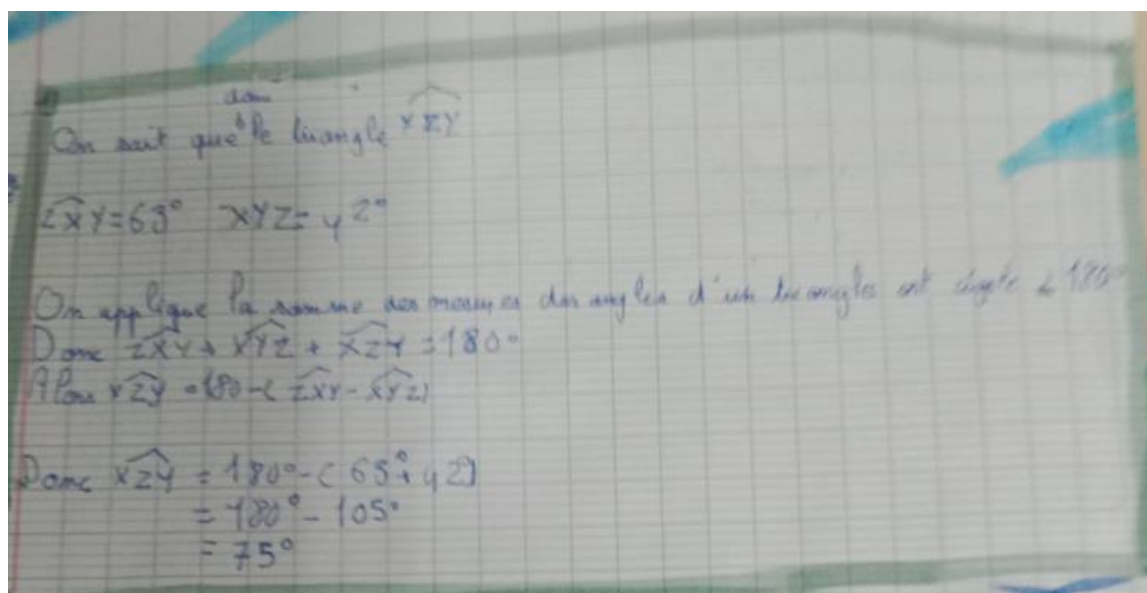 dans
On sait que le triangle XZY
ZXY=63° XYZ= 42°
On applique la somme des mesures des angles d'un triangles est à 180°
Donc ZXY + XYZ + XZY = 180°
Alors XZY = 180-( ZXY - XYZ)
Donc XZY = 180° - ( 63° + 42)
= 180° - 105°
= 75°